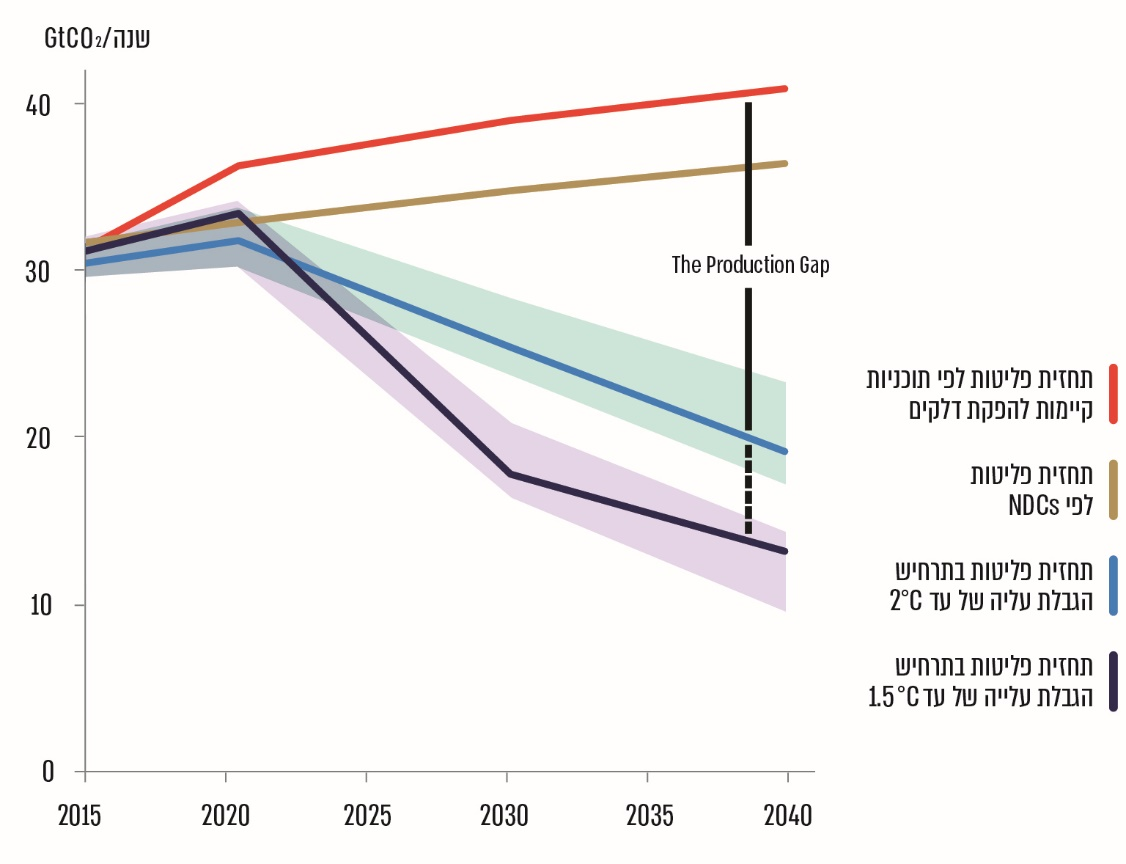 GtCO₂/שנה
40
30
20
10
0
2015 2020 2025 2030 2035 2040
The Production Gap
תחזית פליטות לפי תוכניות
קיימות להפקת דלקים
תחזית פליטות
לפי NDCs
תחזית פליטות בתרחיש
הגבלת עליה של עד 2°C
תחזית פליטות בתרחיש
הגבלת עלייה של עד 1.5°C